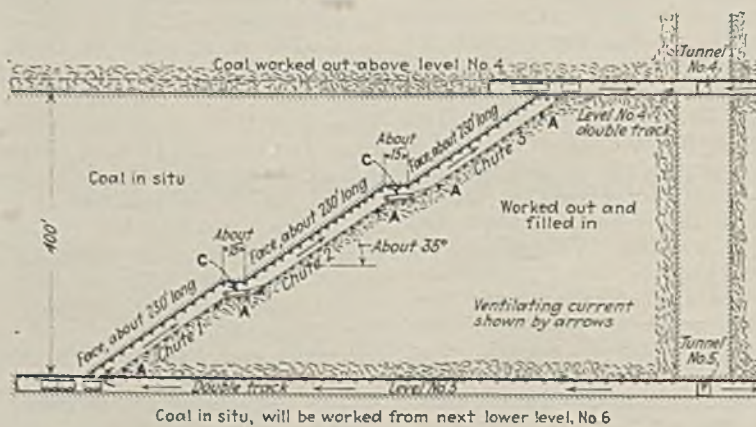 Coal worked out above level No 4
Tunnel
No.4
Level No 4
double track
About
15'
C
Face, about 230' long
Chute 3
A
A
Coal in situ
400'
About
C
Face, about 230' long
Chute 2
A
About 35°
Worked out and
filled in
Face, about 230' long
Chute 1
A
A
Ventilating current
shown by arrows
Tunnel
No.5
Double track
Level No 5
Coal in situ, will be worked from next lower level, No 6